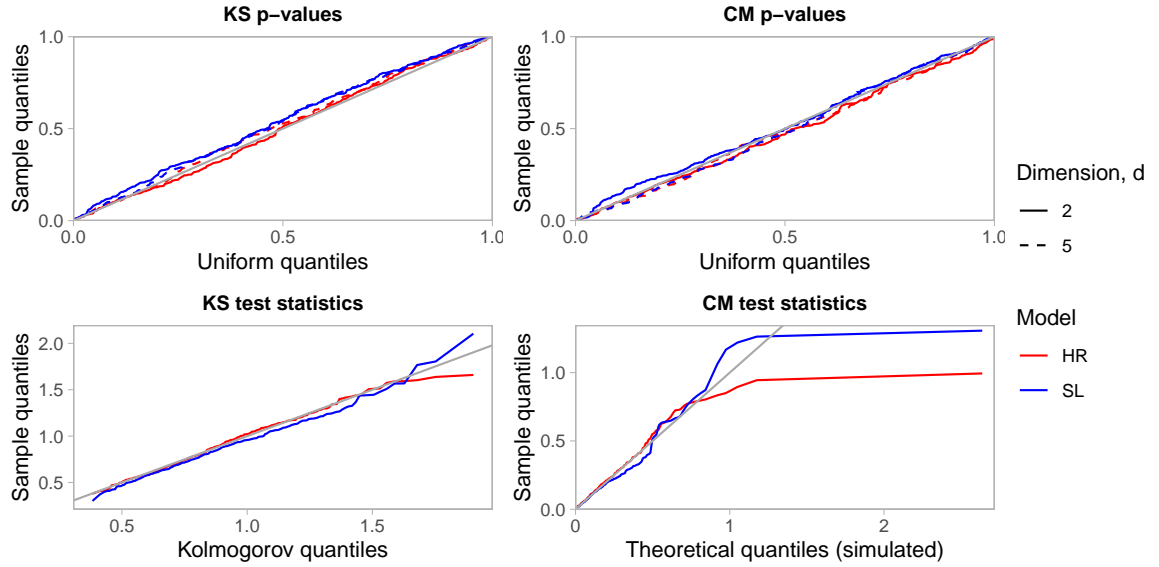 KS p−values
CM p−values
Sample quantiles
1.0
0.5
0.0
0.0
0.5
1.0
Uniform quantiles
Sample quantiles
1.0
0.5
0.0
0.0
0.5
1.0
Uniform quantiles
Dimension, d
2
5
Model
HR
SL
KS test statistics
CM test statistics
Sample quantiles
2.0
1.5
1.0
0.5
0.5
1.0
1.5
Kolmogorov quantiles
Sample quantiles
1.0
0.5
0.0
0
1
2
Theoretical quantiles (simulated)